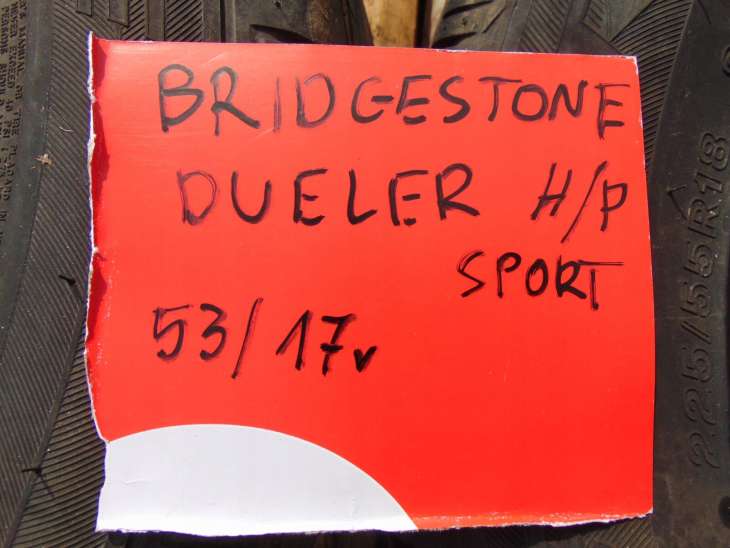 BRIDGESTONE
DUELER H/P
SPORT
53/17v
225/55R18